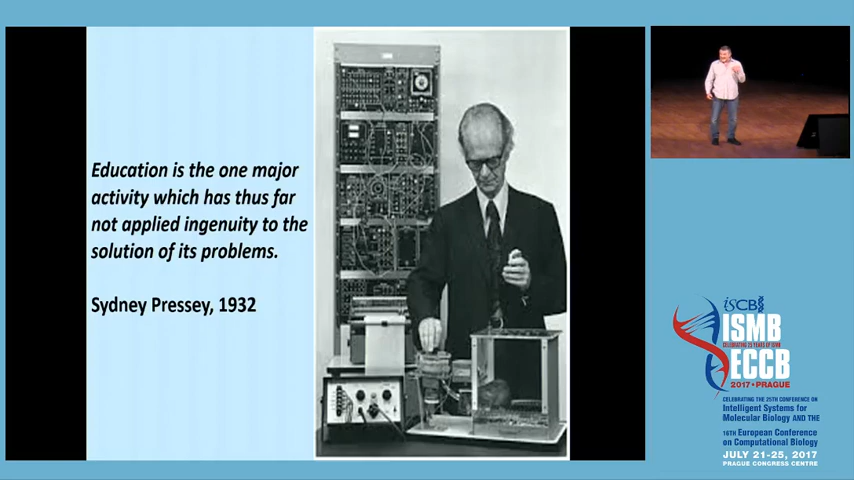 Education is the one major
activity which has thus far
not applied ingenuity to the
solution of its problems.
Sydney Pressey, 1932
iSCB
ISMB
CELEBRATING 25 YEARS OF ISMB
ECCB
2017 • PRAGUE
CELEBRATING THE 25TH CONFERENCE ON
Intelligent Systems for
Molecular Biology AND THE
16TH European Conference
on Computational Biology
JULY 21-25, 2017
PRAGUE CONGRESS CENTRE